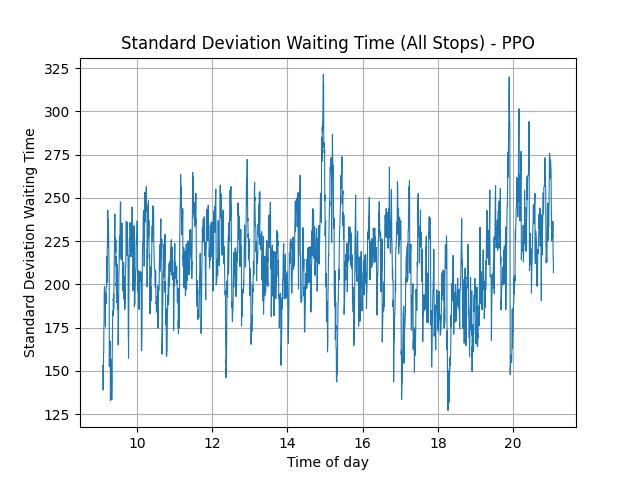 Standard Deviation Waiting Time (All Stops) - PPO
Standard Deviation Waiting Time
325
300
275
250
225
200
175
150
125
10 12 14 16 18 20
Time of day